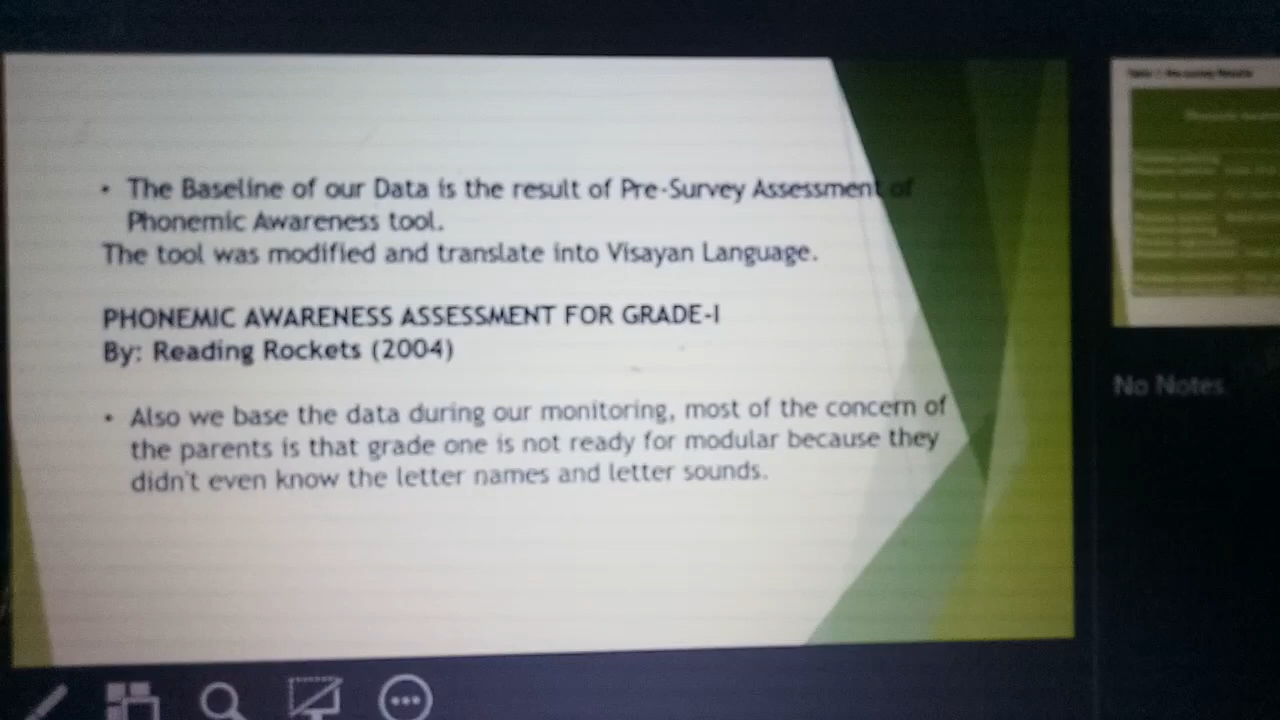 • The Baseline of our Data is the result of Pre-Survey Assessment of
Phonemic Awareness tool.
The tool was modified and translate into Visayan Language.
PHONEMIC AWARENESS ASSESSMENT FOR GRADE-I
By: Reading Rockets (2004)
• Also we base the data during our monitoring, most of the concern of
the parents is that grade one is not ready for modular because they
didn't even know the letter names and letter sounds.
No Notes.